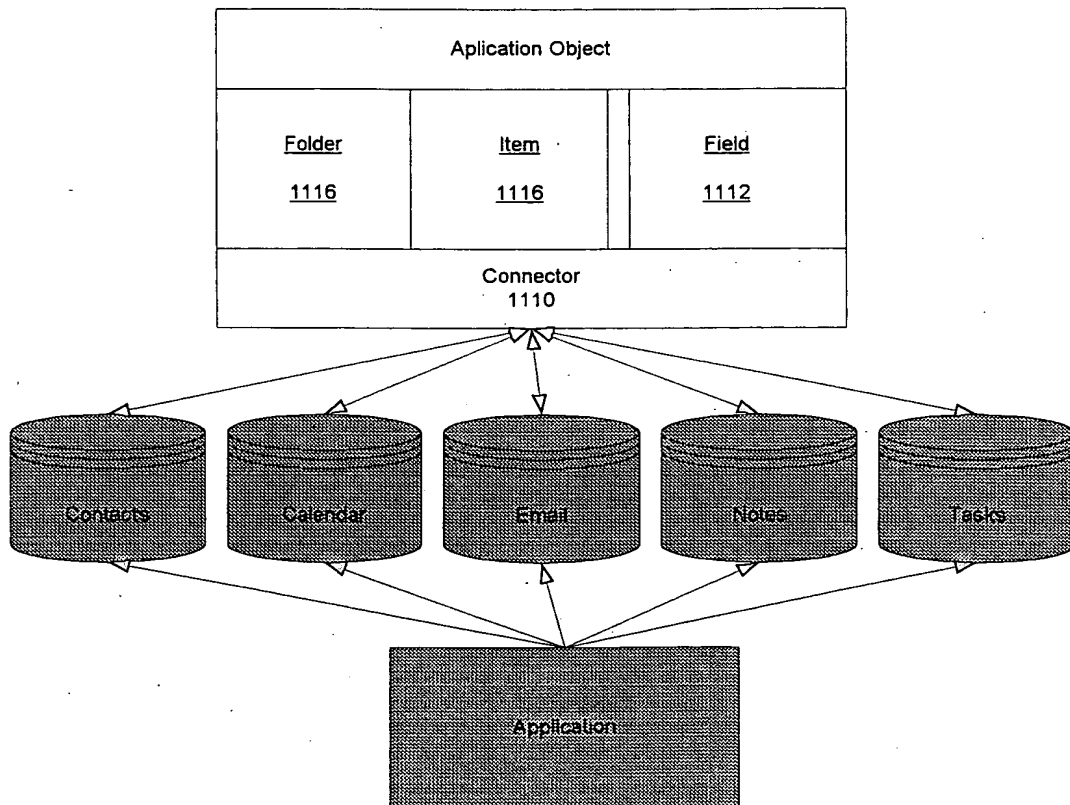 Aplication Object
Folder
Item
Field
1116
1116
1112
Connector
1110
Contacts
Calendar
Email
Notes
Tasks
Application